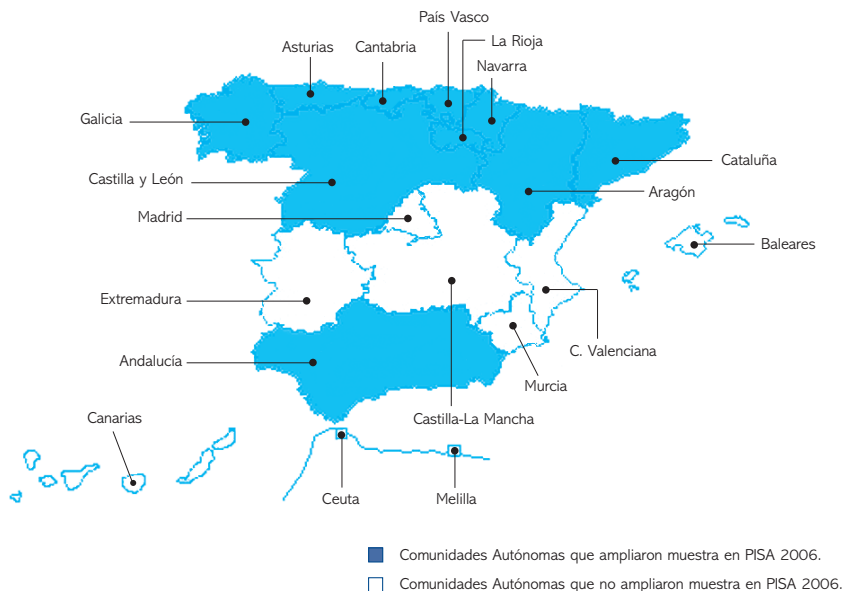 País Vasco
La Rioja
Asturias
Cantabria
Navarra
Galicia
Cataluña
Castilla y León
Aragón
Madrid
Baleares
Extremadura
C. Valenciana
Andalucía
Murcia
Canarias
Castilla-La Mancha
Ceuta
Melilla
Comunidades Autónomas que ampliaron muestra en PISA 2006.
Comunidades Autónomas que no ampliaron muestra en PISA 2006.